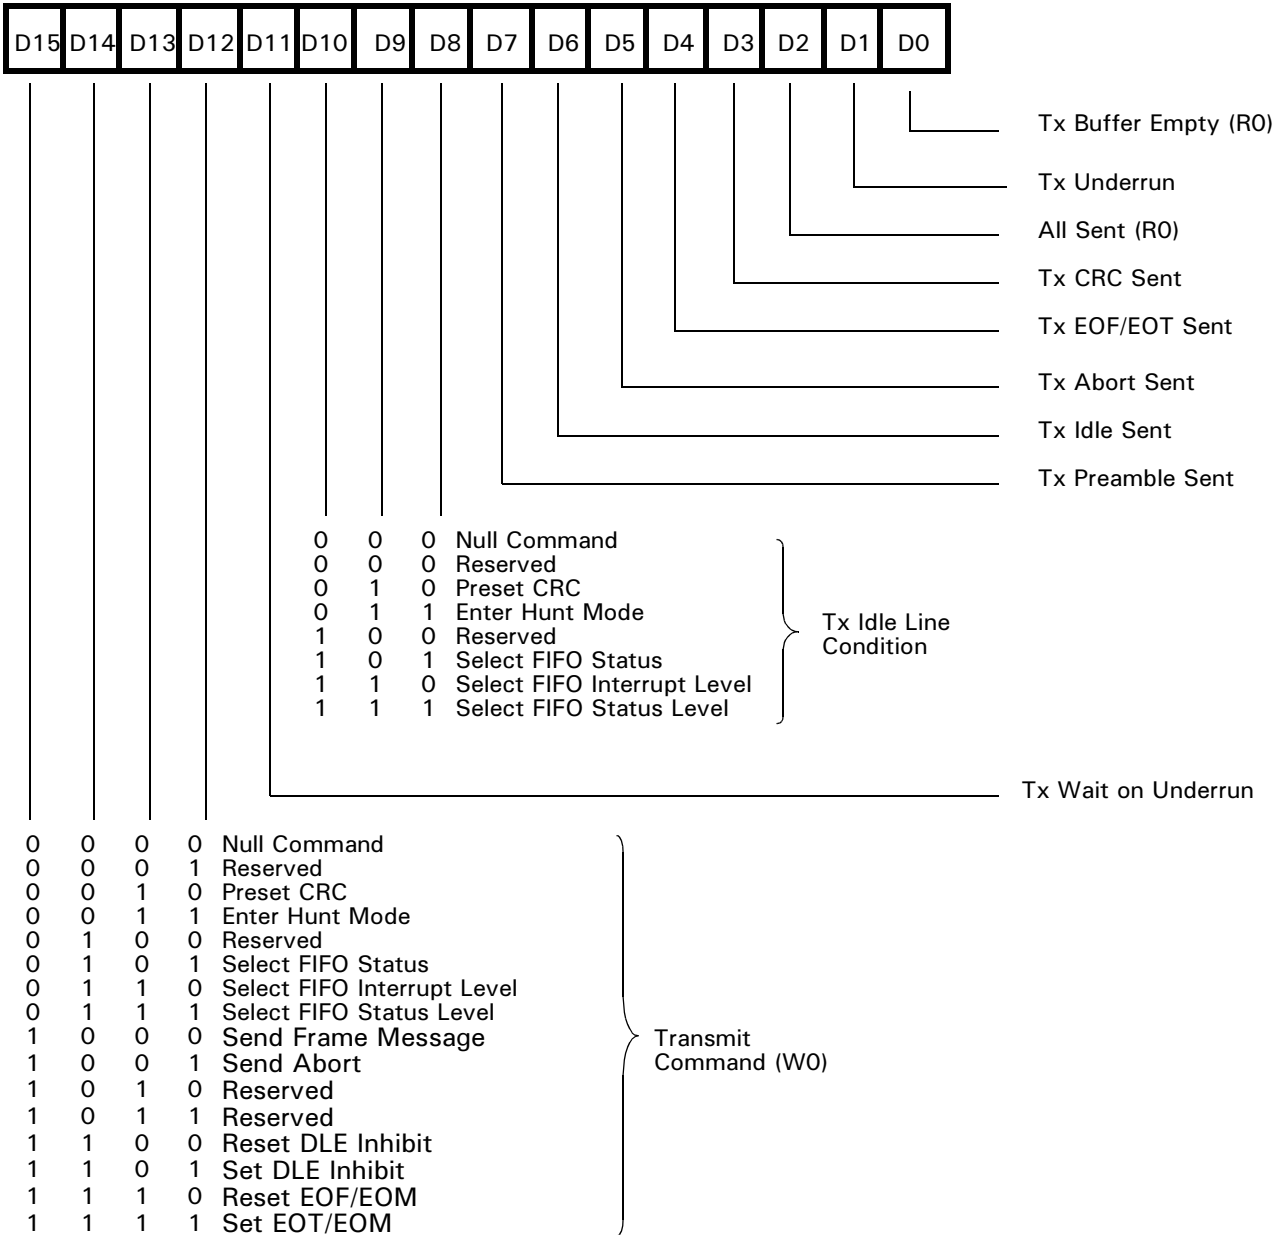 D15 D14 D13 D12 D11 D10 D9 D8 D7 D6 D5 D4 D3 D2 D1 D0
Tx Buffer Empty (R0)
Tx Underrun
All Sent (R0)
Tx CRC Sent
Tx EOF/EOT Sent
Tx Abort Sent
Tx Idle Sent
Tx Preamble Sent
0 0 0 Null Command
0 0 0 Reserved
0 1 0 Preset CRC
0 1 1 Enter Hunt Mode
1 0 0 Reserved
1 0 1 Select FIFO Status
1 1 0 Select FIFO Interrupt Level
1 1 1 Select FIFO Status Level
Tx Idle Line
Condition
Tx Wait on Underrun
0 0 0 0 Null Command
0 0 0 1 Reserved
0 0 1 0 Preset CRC
0 0 1 1 Enter Hunt Mode
0 1 0 0 Reserved
0 1 0 1 Select FIFO Status
0 1 1 0 Select FIFO Interrupt Level
0 1 1 1 Select FIFO Status Level
1 0 0 0 Send Frame Message
1 0 0 1 Send Abort
1 0 1 0 Reserved
1 0 1 1 Reserved
1 1 0 0 Reset DLE Inhibit
1 1 0 1 Set DLE Inhibit
1 1 1 0 Reset EOF/EOM
1 1 1 1 Set EOT/EOM
Transmit
Command (W0)